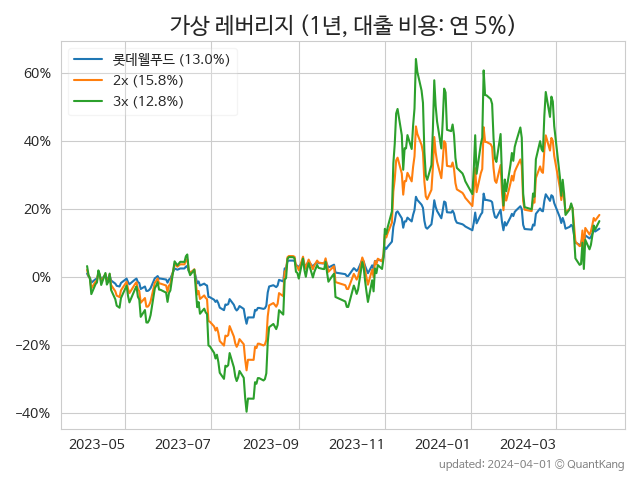 가상 레버리지 (1년, 대출 비용: 연 5%)
롯데웰푸드 (13.0%)
2x (15.8%)
3x (12.8%)
60%
40%
20%
0%
−20%
−40%
2023-05 2023-07 2023-09 2023-11 2024-01 2024-03
updated: 2024-04-01 © QuantKang